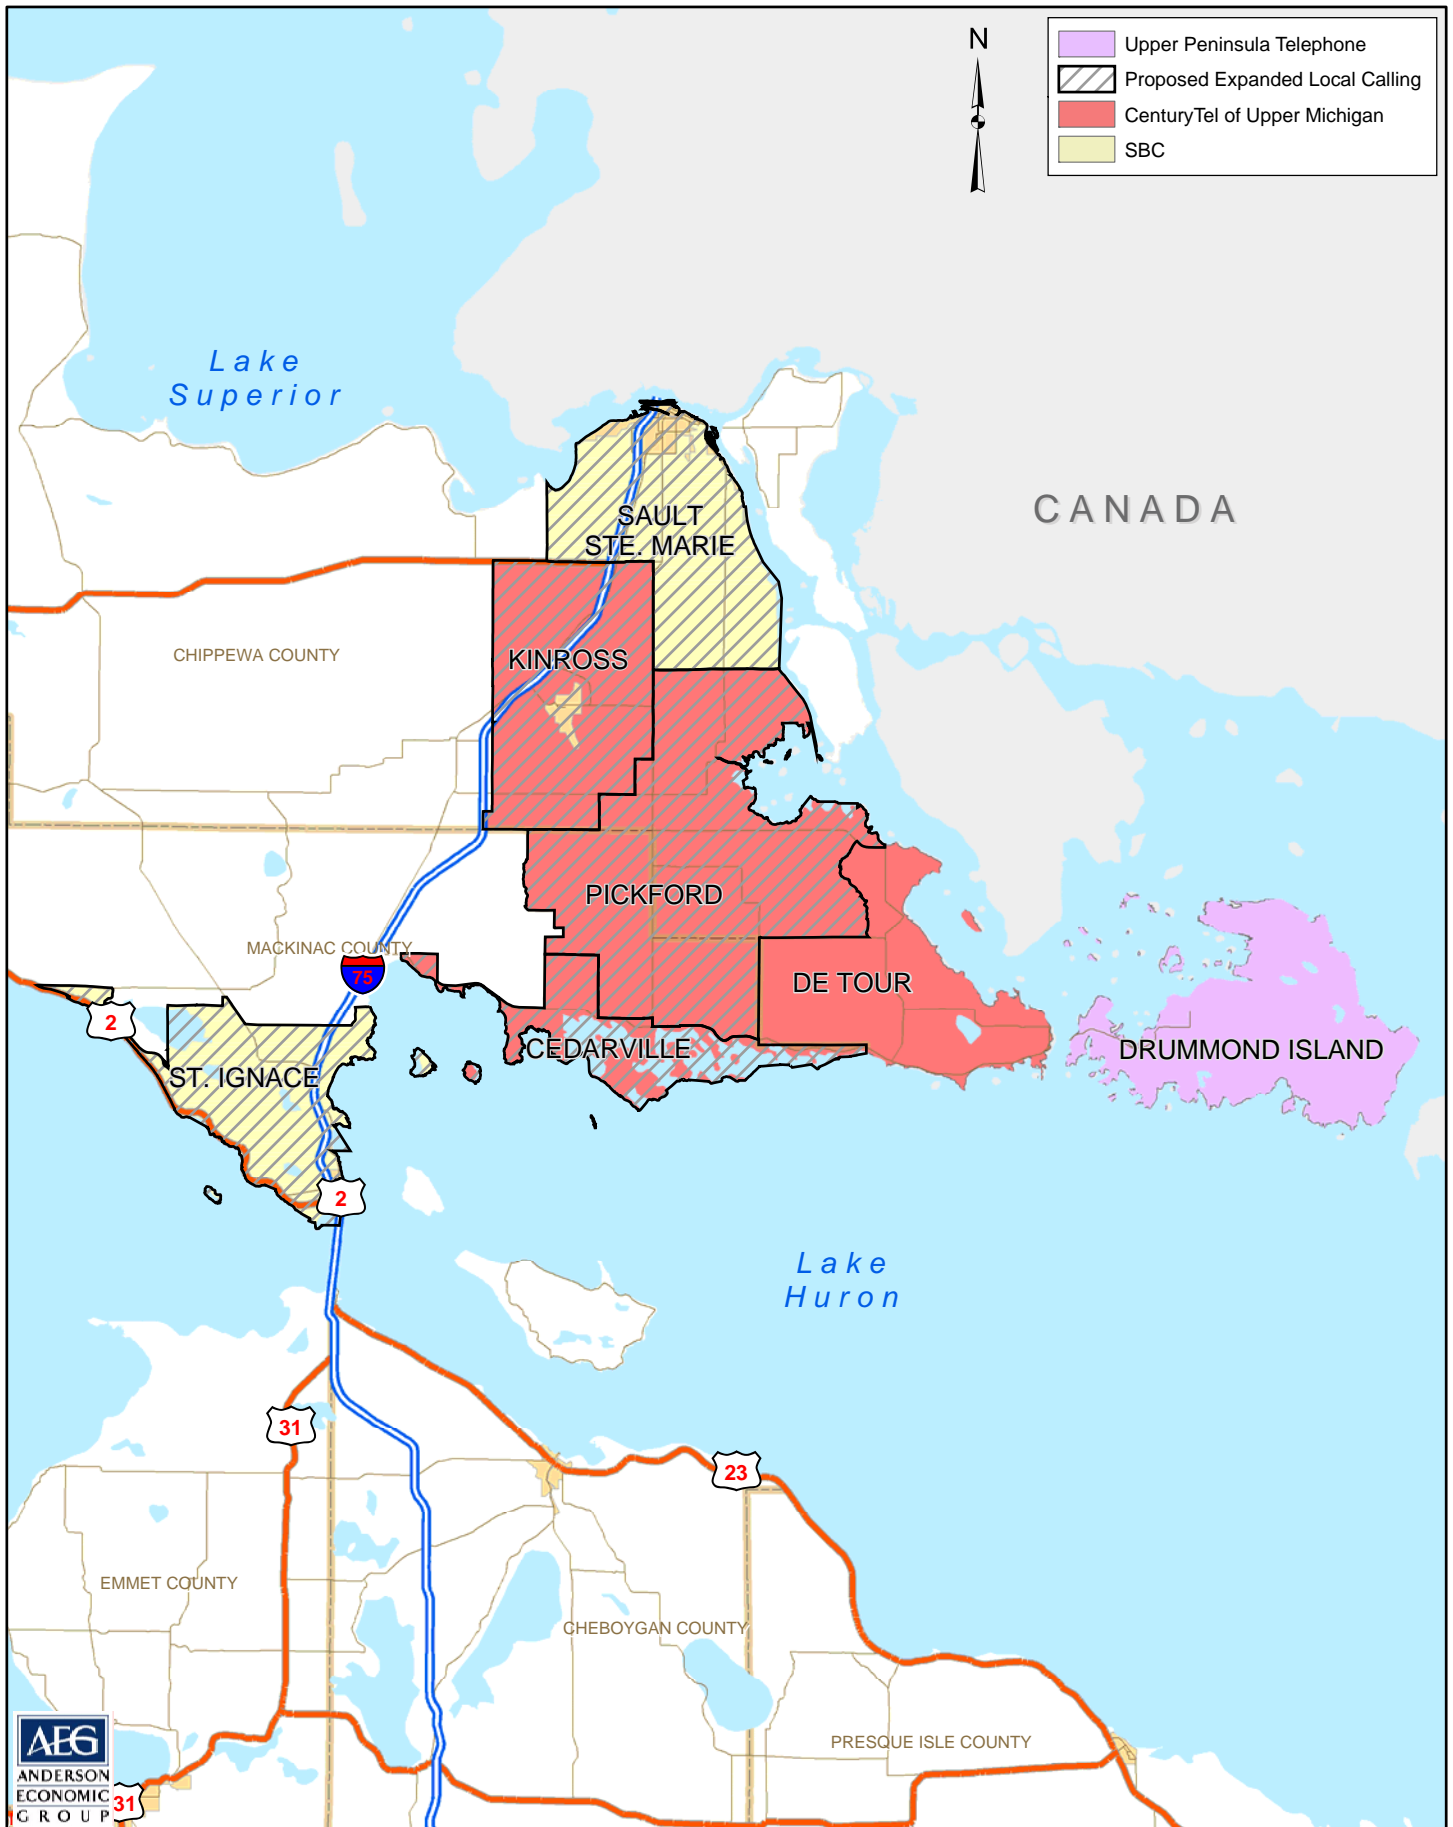 N
Upper Peninsula Telephone
Proposed Expanded Local Calling
CenturyTel of Upper Michigan
SBC
Lake
Superior
CANADA
SAULT
STE. MARIE
CHIPPEWA COUNTY
KINROSS
PICKFORD
MACKINAC COUNTY
75
DE TOUR
2
CEDARVILLE
DRUMMOND ISLAND
ST. IGNACE
2
Lake
Huron
31
23
EMMET COUNTY
CHEBOYGAN COUNTY
PRESQUE ISLE COUNTY
AEG
ANDERSON
ECONOMIC
GROUP
31